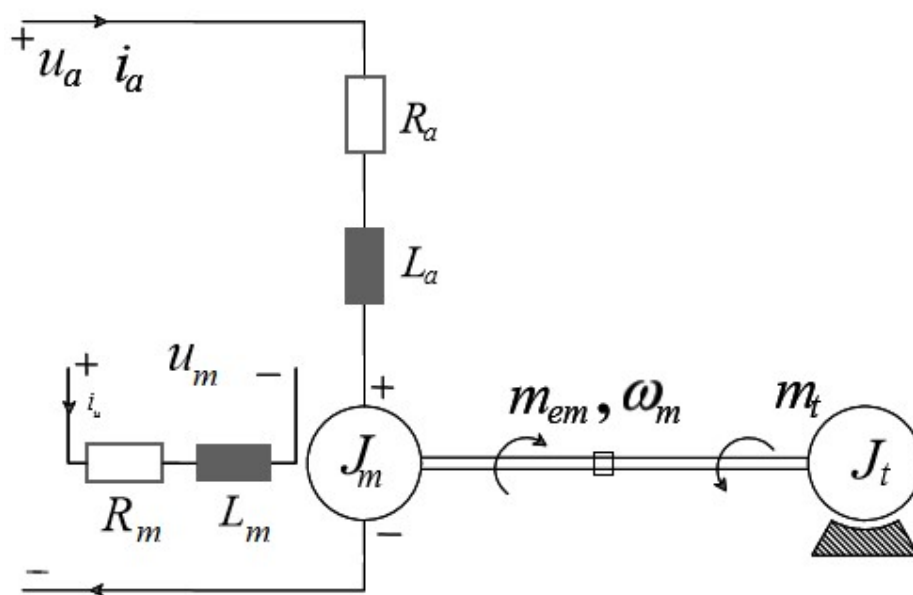 +
u_a i_a
R_a
L_a
+ u_m −
i_u
+
m_em, ω_m
m_t
J_m
J_t
R_m L_m
−
−